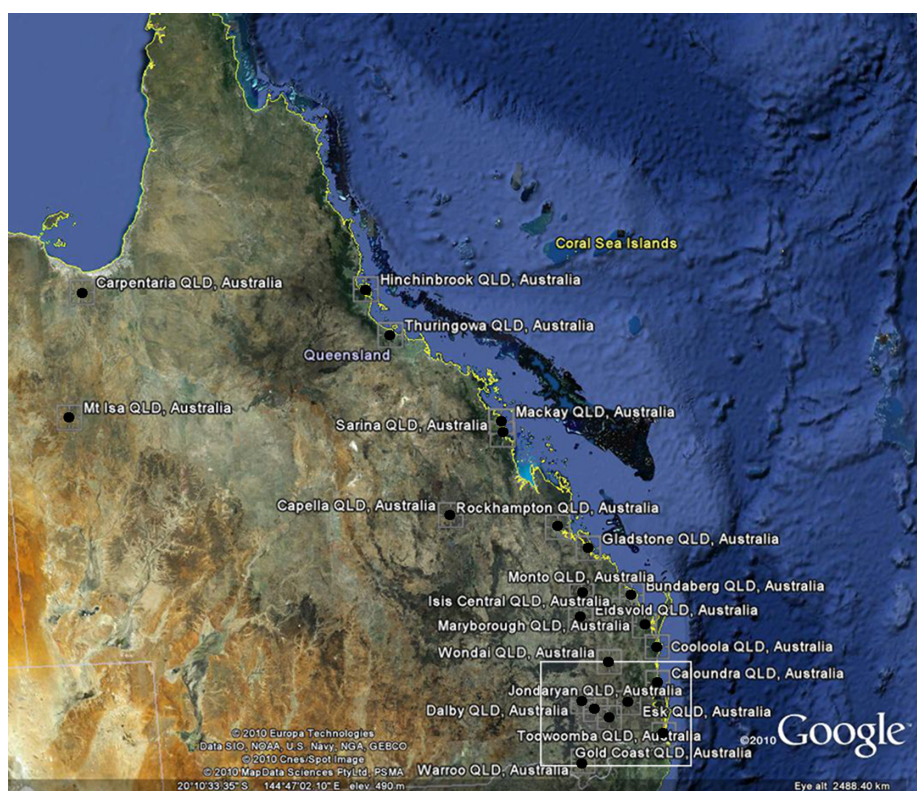 Coral Sea Islands
Carpentaria QLD, Australia
Hinchinbrook QLD, Australia
Thuringowa QLD, Australia
Queensland
Mt Isa QLD, Australia
Mackay QLD, Australia
Sarina QLD, Australia
Capella QLD, Australia
Rockhampton QLD, Australia
Gladstone QLD, Australia
Monto QLD, Australia
Bundaberg QLD, Australia
Isis Central QLD, Australia
Eidsvold QLD, Australia
Maryborough QLD, Australia
Cooloola QLD, Australia
Wondai QLD, Australia
Caloundra QLD, Australia
Jondaryan QLD, Australia
Dalby QLD, Australia
Esk QLD, Australia
Toowoomba QLD, Australia
Gold Coast QLD, Australia
Warroo QLD, Australia
© 2010 Europa Technologies
Data SIO, NOAA, U.S. Navy, NGA, GEBCO
© 2010 Cnes/Spot Image
© 2010 MapData Sciences PtyLtd, PSMA
©2010 Google
20°10'33.35" S 144°47'02.10" E elev 490 m
Eye alt 2488.40 km